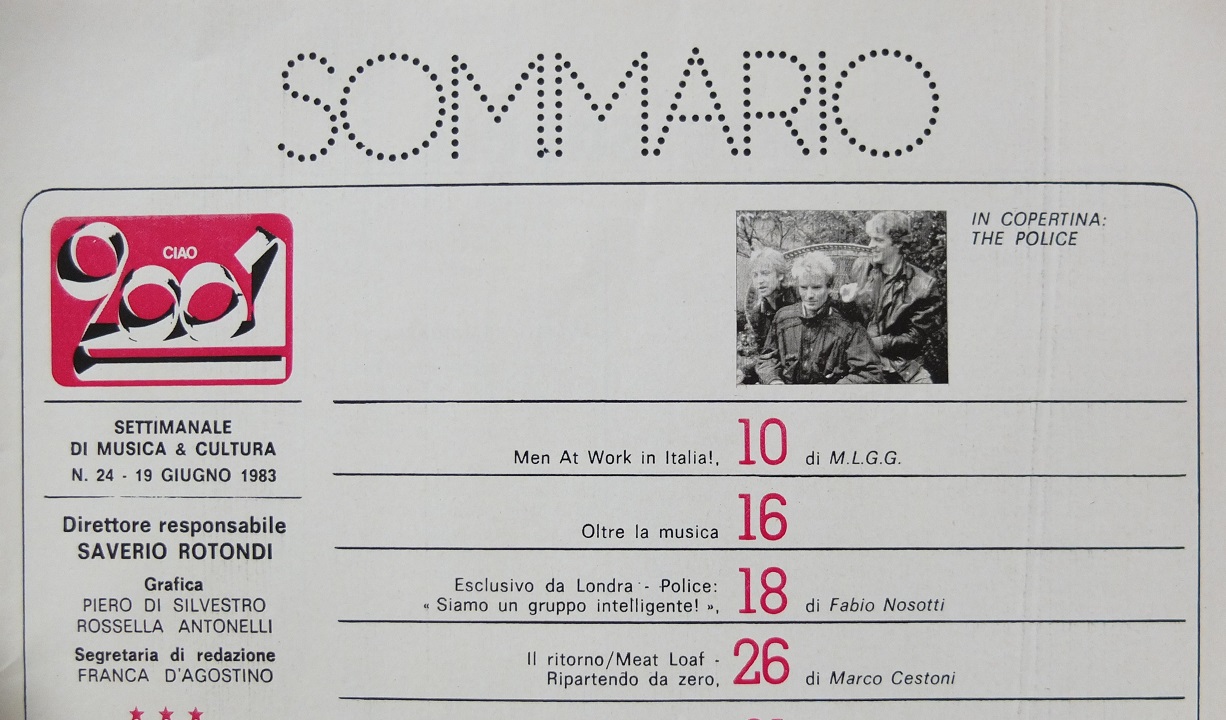 SOMMARIO
CIAO
2001
IN COPERTINA:
THE POLICE
SETTIMANALE
DI MUSICA & CULTURA
N. 24 - 19 GIUGNO 1983
Direttore responsabile
SAVERIO ROTONDI
Grafica
PIERO DI SILVESTRO
ROSSELLA ANTONELLI
Segretaria di redazione
FRANCA D'AGOSTINO
★ ★ ★
Men At Work in Italia!, 10 di M.L.G.G.
Oltre la musica 16
Esclusivo da Londra - Police:
« Siamo un gruppo intelligente! », 18 di Fabio Nosotti
Il ritorno/Meat Loaf -
Ripartendo da zero, 26 di Marco Cestoni